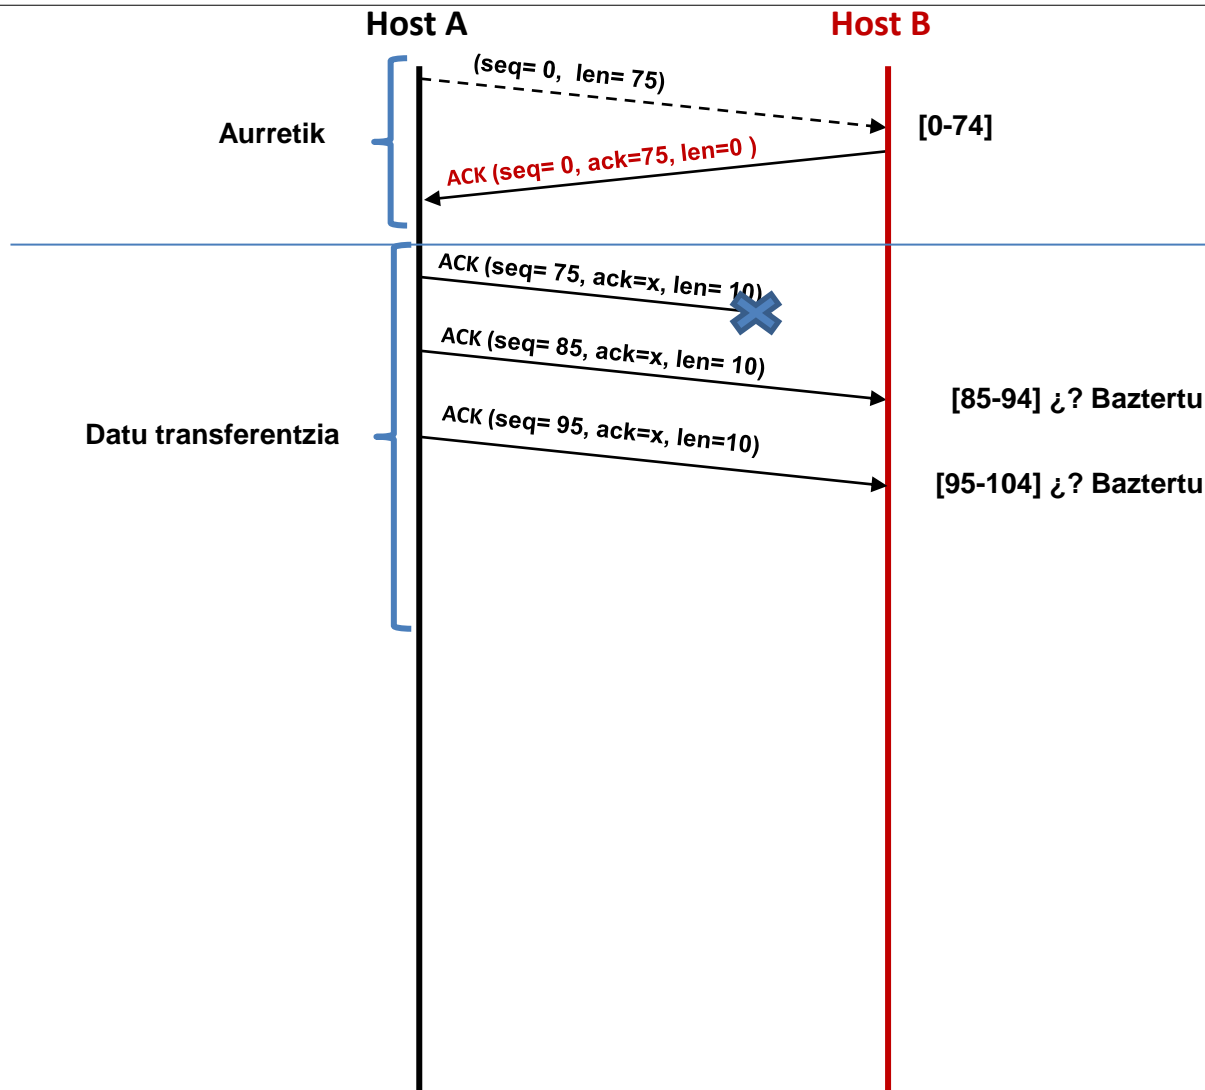 Host A
Host B
(seq= 0, len= 75)
Aurretik
[0-74]
ACK (seq= 0, ack=75, len=0 )
ACK (seq= 75, ack=x, len= 10)
ACK (seq= 85, ack=x, len= 10)
[85-94] ¿? Baztertu
Datu transferentzia
ACK (seq= 95, ack=x, len=10)
[95-104] ¿? Baztertu